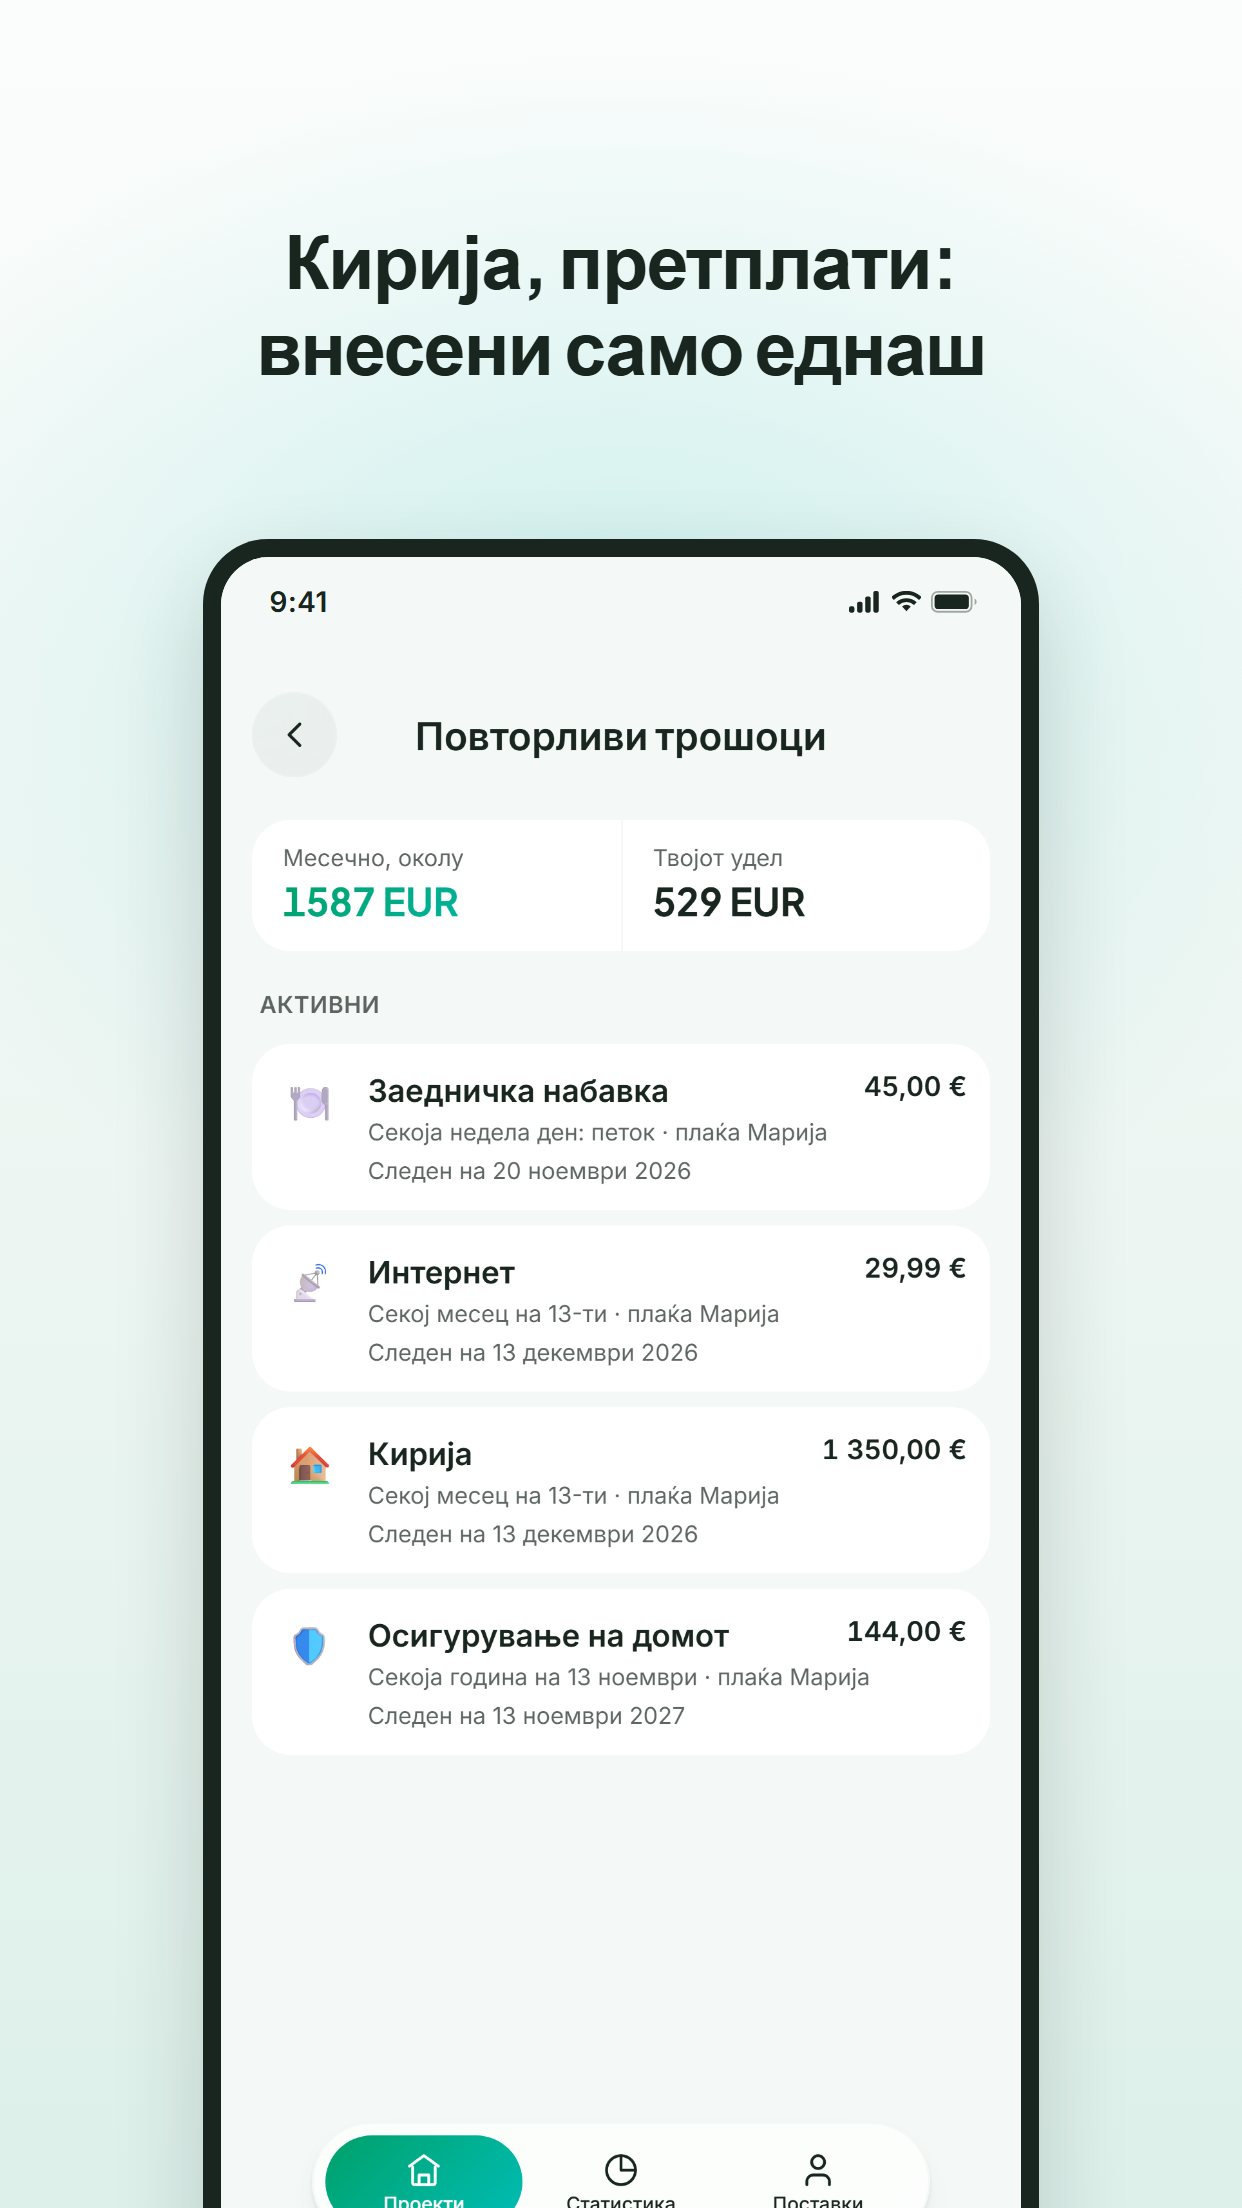 Кирија, претплати:
внесени само еднаш
9:41
Повторливи трошоци
Месечно, околу
1587 EUR
Твојот удел
529 EUR
АКТИВНИ
Заедничка набавка
45,00 €
Секоја недела ден: петок · плаќа Марија
Следен на 20 ноември 2026
Интернет
29,99 €
Секој месец на 13-ти · плаќа Марија
Следен на 13 декември 2026
Кирија
1 350,00 €
Секој месец на 13-ти · плаќа Марија
Следен на 13 декември 2026
Осигурување на домот
144,00 €
Секоја година на 13 ноември · плаќа Марија
Следен на 13 ноември 2027
Проекти
Статистика
Поставки